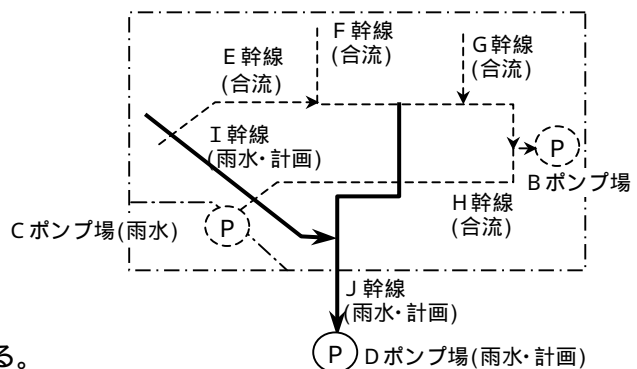 F幹線
(合流)
G幹線
(合流)
E幹線
(合流)
I幹線
(雨水・計画)
P
Bポンプ場
H幹線
(合流)
Cポンプ場(雨水)
P
J幹線
(雨水・計画)
P
Dポンプ場(雨水・計画)
る。